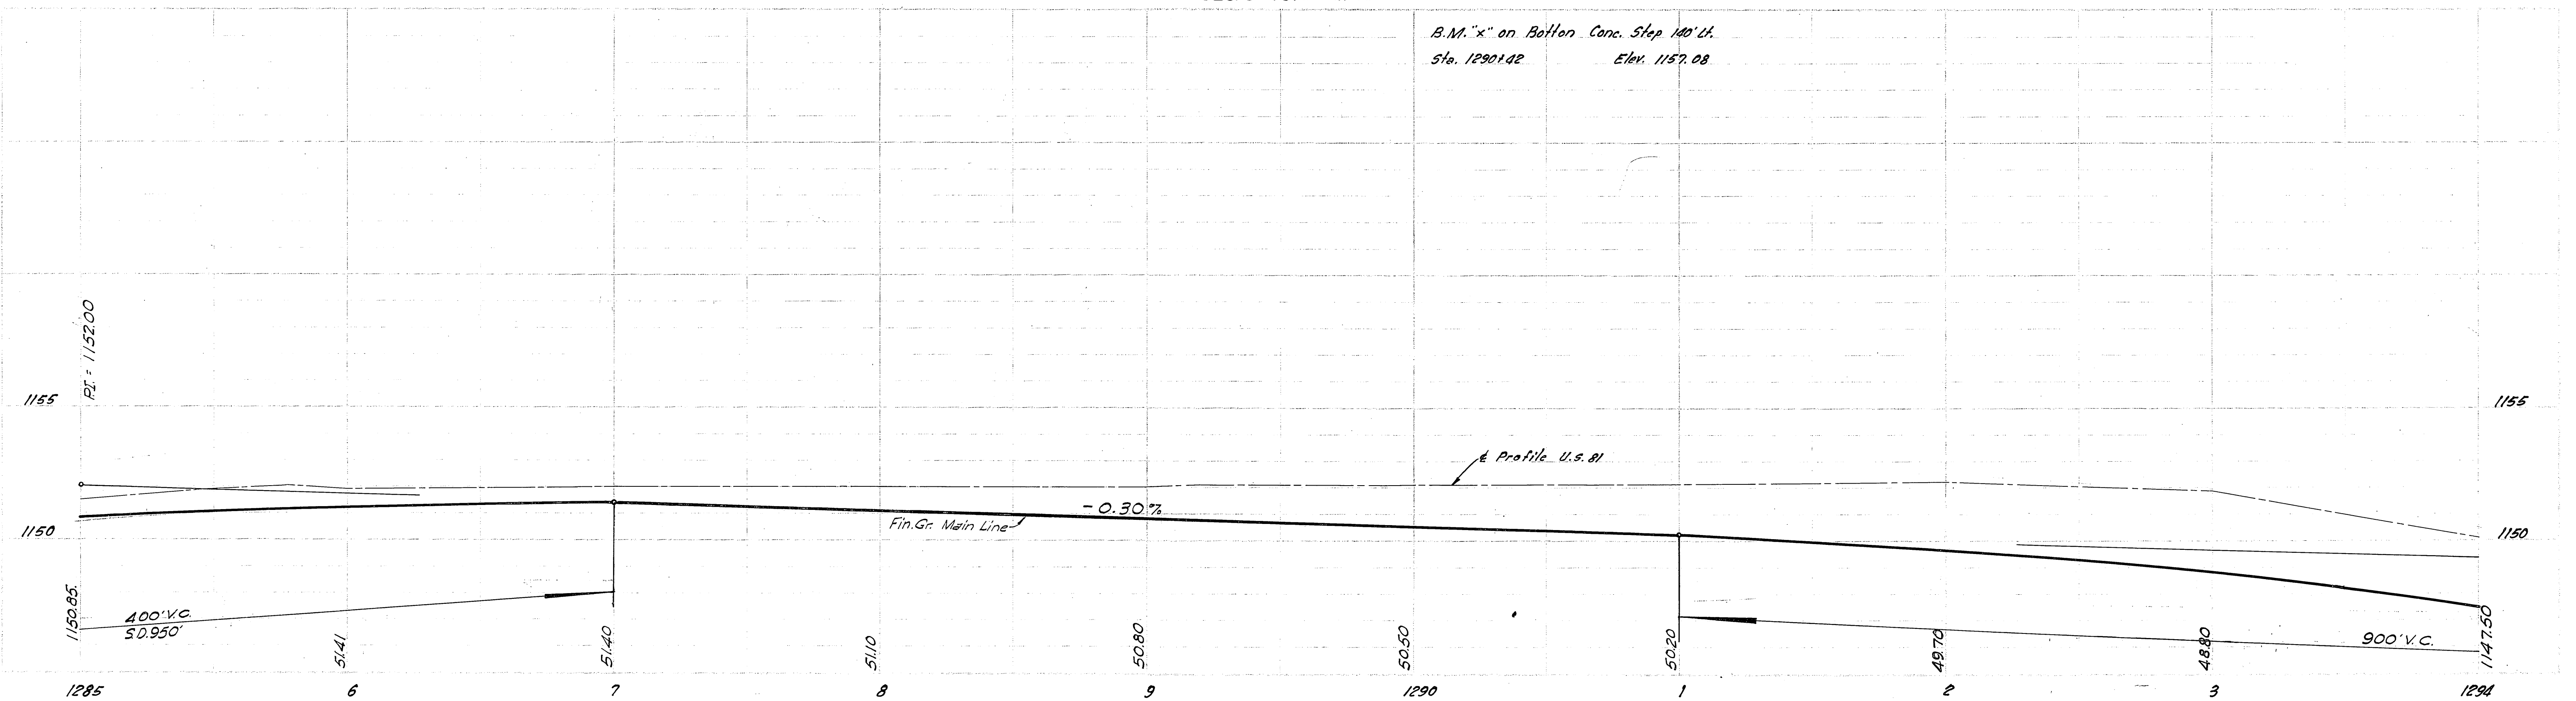 B.M. "x" on Botton Conc. Step 140' Lt.
Sta. 1290+42 Elev. 1157.08
P.I. = 1152.00
1155 1155
℄ Profile U.S. 81
-0.30%
Fin. Gr. Main Line
1150 1150
400' V.C.
S.D. 950'
900' V.C.
1150.85 51.41 51.40 51.10 50.80 50.50 50.20 49.70 48.80 1147.50
1285 6 7 8 9 1290 1 2 3 1294